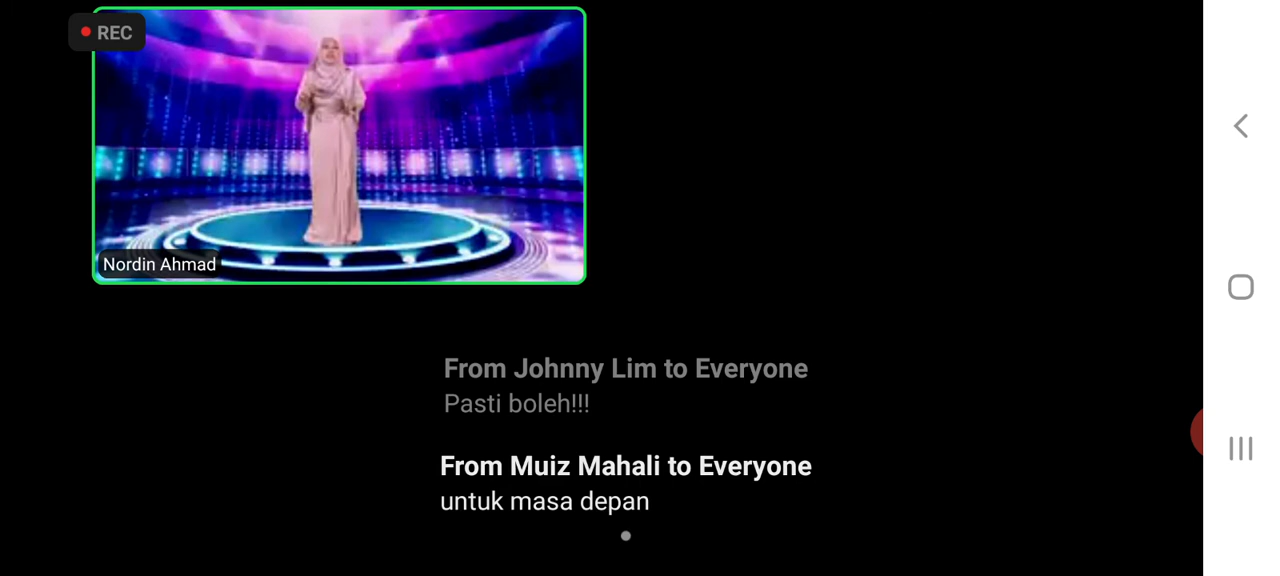 REC
Nordin Ahmad
From Johnny Lim to Everyone
Pasti boleh!!!
From Muiz Mahali to Everyone
untuk masa depan